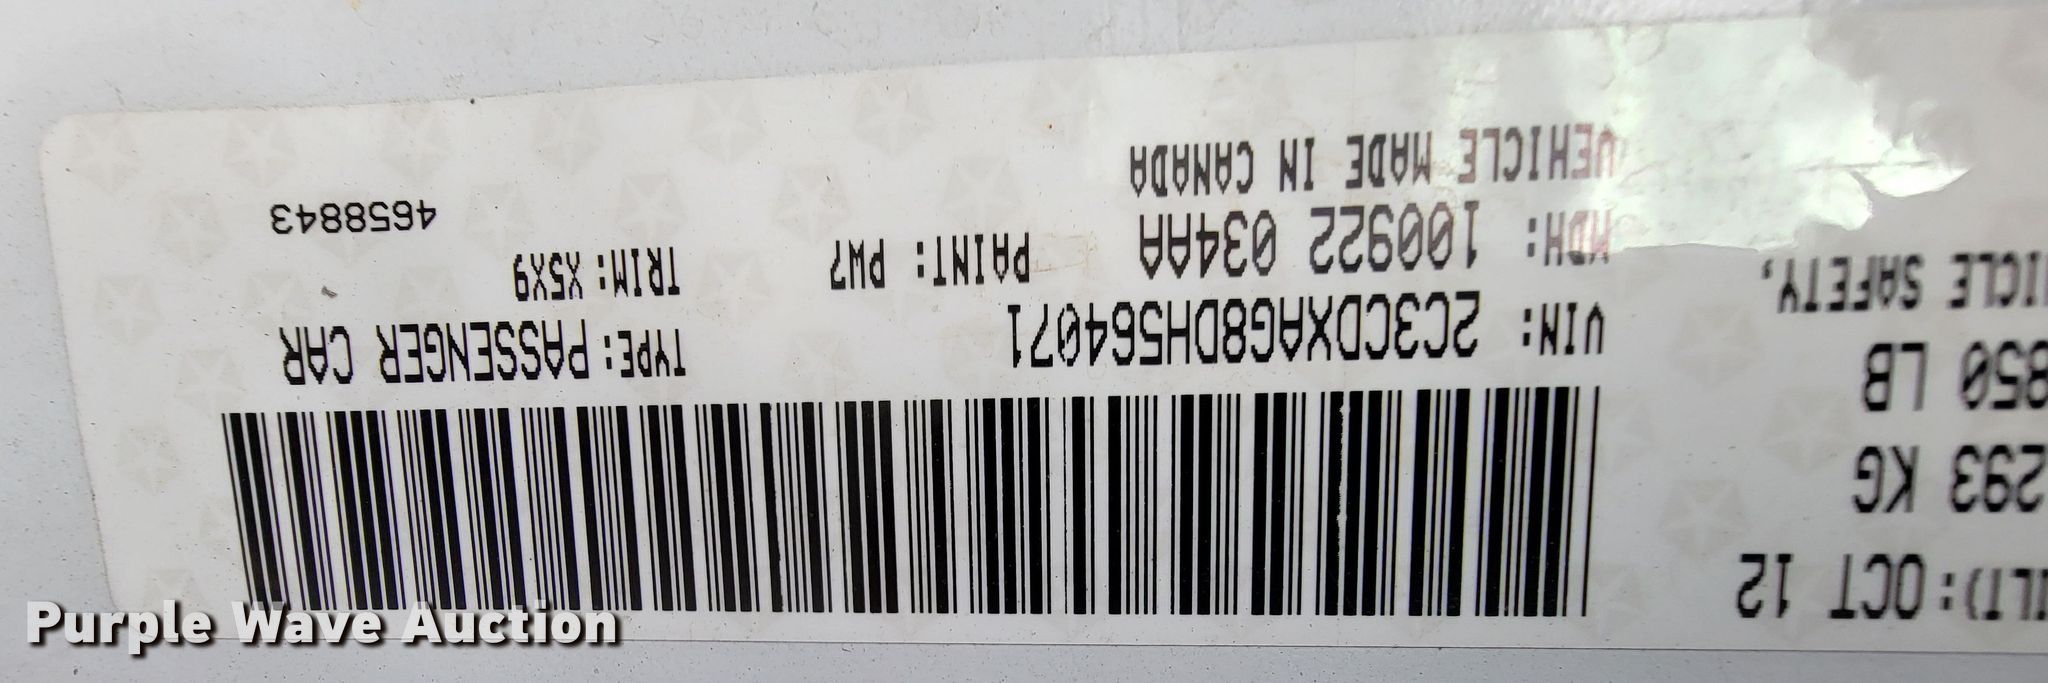 ILT): OCT 12
293 KG
850 LB
ICLE SAFETY,
VIN: 2C3CDXAG8DH564071
TYPE: PASSENGER CAR
MDH: 100922 034AA
PAINT: PW7
TRIM: X5X9
VEHICLE MADE IN CANADA
4658843
Purple Wave Auction